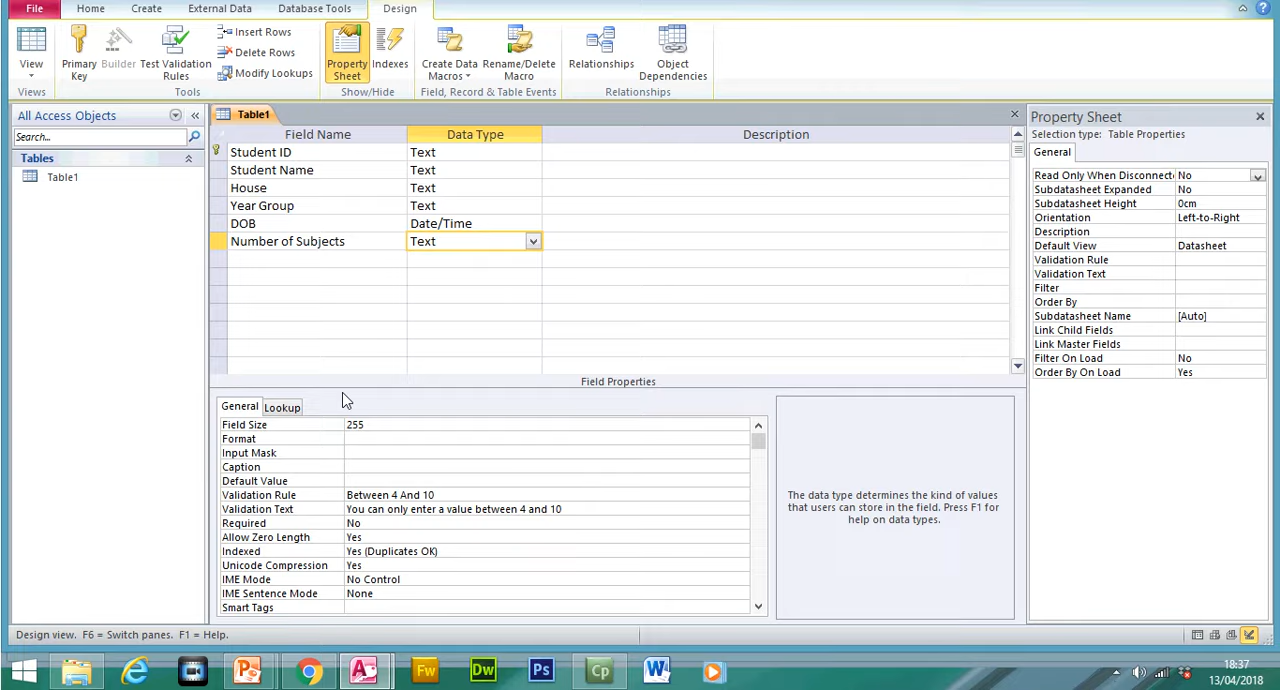 File Home Create External Data Database Tools Design
View Primary Key Builder Test Validation Rules Insert Rows Delete Rows Modify Lookups Property Sheet Indexes Create Data Macros Rename/Delete Macro Relationships Object Dependencies
Views Tools Show/Hide Field, Record & Table Events Relationships
All Access Objects
Search...
Tables
Table1
Table1
Field Name Data Type Description
Student ID Text
Student Name Text
House Text
Year Group Text
DOB Date/Time
Number of Subjects Text
Field Properties
General Lookup
Field Size 255
Format
Input Mask
Caption
Default Value
Validation Rule Between 4 And 10
Validation Text You can only enter a value between 4 and 10
Required No
Allow Zero Length Yes
Indexed Yes (Duplicates OK)
Unicode Compression Yes
IME Mode No Control
IME Sentence Mode None
Smart Tags
The data type determines the kind of values
that users can store in the field. Press F1 for
help on data types.
Property Sheet
Selection type: Table Properties
General
Read Only When Disconnect No
Subdatasheet Expanded No
Subdatasheet Height 0cm
Orientation Left-to-Right
Description
Default View Datasheet
Validation Rule
Validation Text
Filter
Order By
Subdatasheet Name [Auto]
Link Child Fields
Link Master Fields
Filter On Load No
Order By On Load Yes
Design view. F6 = Switch panes. F1 = Help.
Fw Dw Ps Cp
18:37
13/04/2018